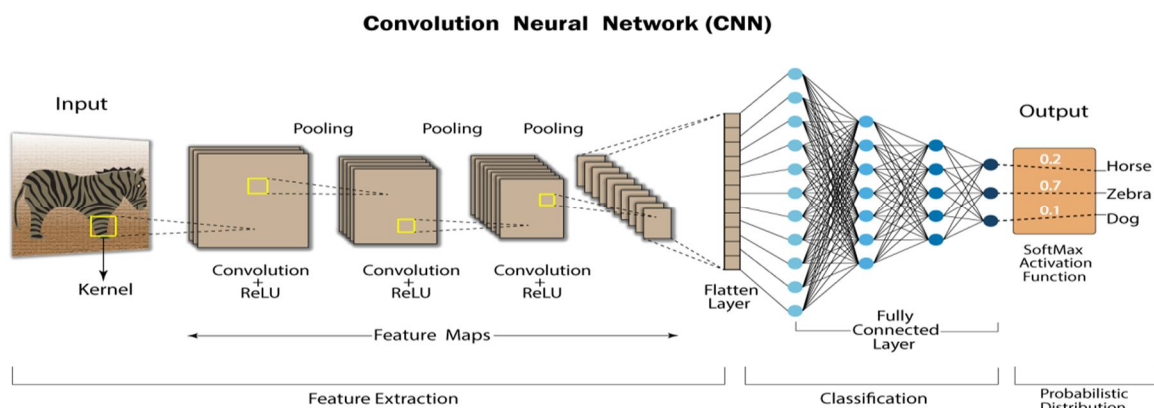 Convolution Neural Network (CNN)
Input
Output
Pooling
Pooling
Pooling
0.2
Horse
0.7
Zebra
0.1
Dog
Kernel
Convolution
+
ReLU
Convolution
+
ReLU
Convolution
+
ReLU
Flatten
Layer
SoftMax
Activation
Function
Feature Maps
Fully
Connected
Layer
Feature Extraction
Classification
Probabilistic
Distribution